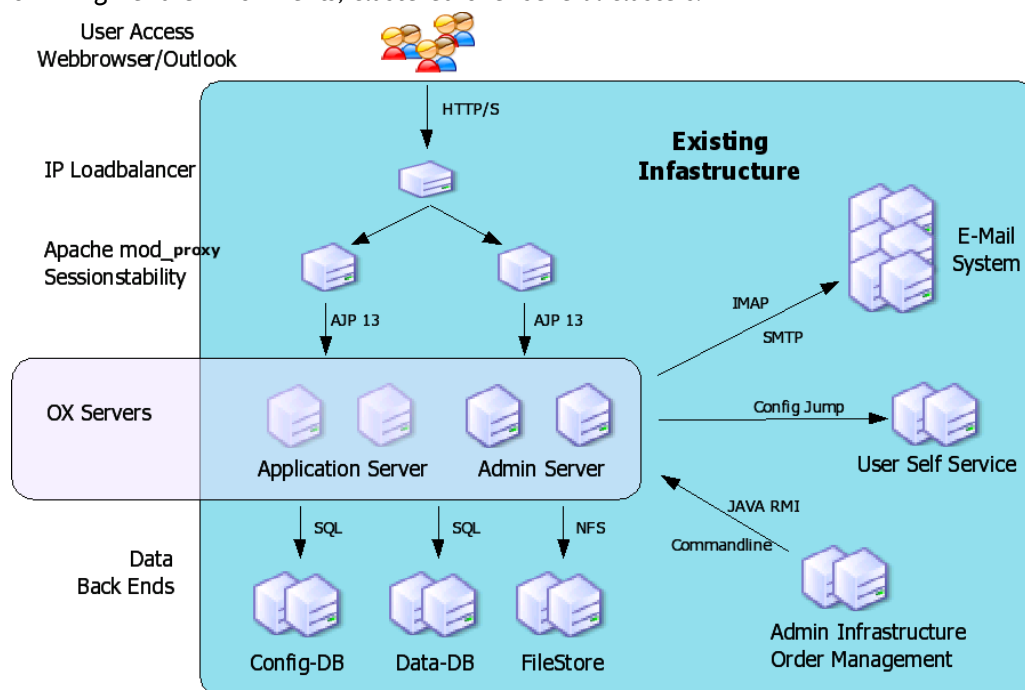 User Access
Webbrowser/Outlook
HTTP/S
Existing
Infastructure
IP Loadbalancer
E-Mail
System
Apache mod_proxy
Sessionstability
IMAP
AJP 13
AJP 13
SMTP
OX Servers
Config Jump
Application Server
Admin Server
User Self Service
JAVA RMI
SQL
SQL
NFS
Commandline
Data
Back Ends
Config-DB
Data-DB
FileStore
Admin Infrastructure
Order Management